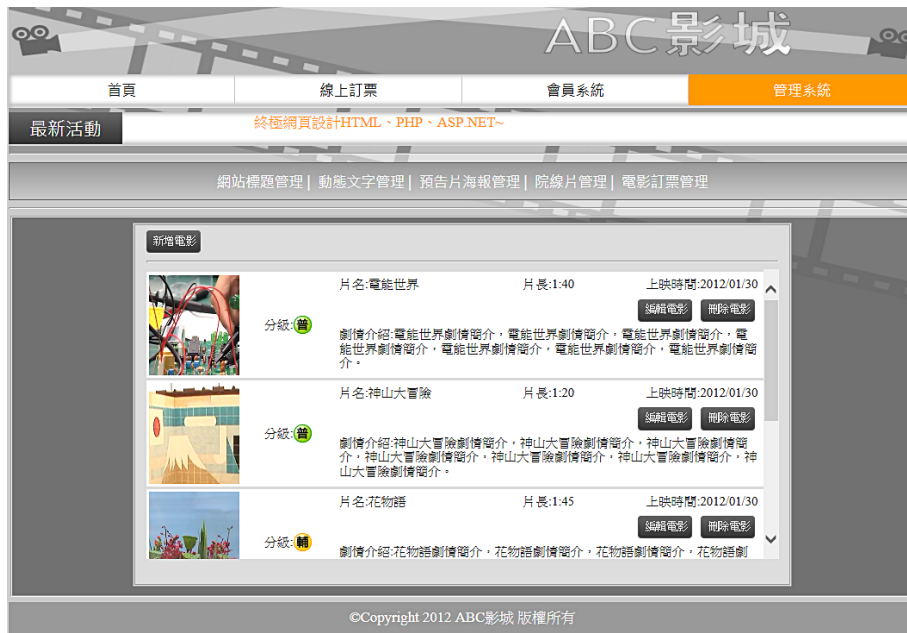 ABC影城
首頁 線上訂票 會員系統 管理系統
最新活動 終極網頁設計HTML、PHP、ASP.NET~
網站標題管理| 動態文字管理| 預告片海報管理| 院線片管理| 電影訂票管理
新增電影
片名:電能世界 片長:1:40 上映時間:2012/01/30
編輯電影 刪除電影
分級:普
劇情介紹:電能世界劇情簡介，電能世界劇情簡介，電能世界劇情簡介，電
能世界劇情簡介，電能世界劇情簡介，電能世界劇情簡介，電能世界劇情簡
介。
片名:神山大冒險 片長:1:20 上映時間:2012/01/30
編輯電影 刪除電影
分級:普
劇情介紹:神山大冒險劇情簡介，神山大冒險劇情簡介，神山大冒險劇情簡
介，神山大冒險劇情簡介，神山大冒險劇情簡介，神山大冒險劇情簡介，神
山大冒險劇情簡介。
片名:花物語 片長:1:45 上映時間:2012/01/30
編輯電影 刪除電影
分級:輔
劇情介紹:花物語劇情簡介，花物語劇情簡介，花物語劇情簡介，花物語劇
©Copyright 2012 ABC影城 版權所有